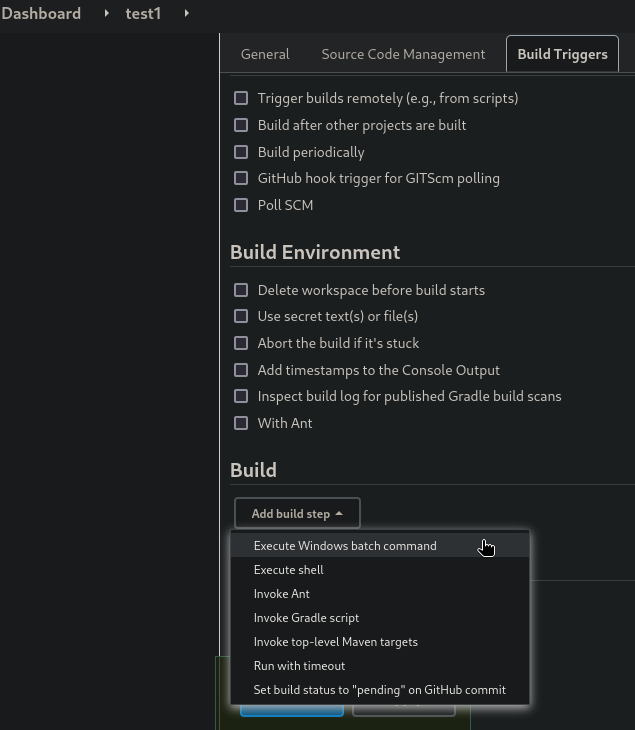 Dashboard test1
General Source Code Management Build Triggers
Trigger builds remotely (e.g., from scripts)
Build after other projects are built
Build periodically
GitHub hook trigger for GITScm polling
Poll SCM
Build Environment
Delete workspace before build starts
Use secret text(s) or file(s)
Abort the build if it's stuck
Add timestamps to the Console Output
Inspect build log for published Gradle build scans
With Ant
Build
Add build step
Execute Windows batch command
Execute shell
Invoke Ant
Invoke Gradle script
Invoke top-level Maven targets
Run with timeout
Set build status to "pending" on GitHub commit